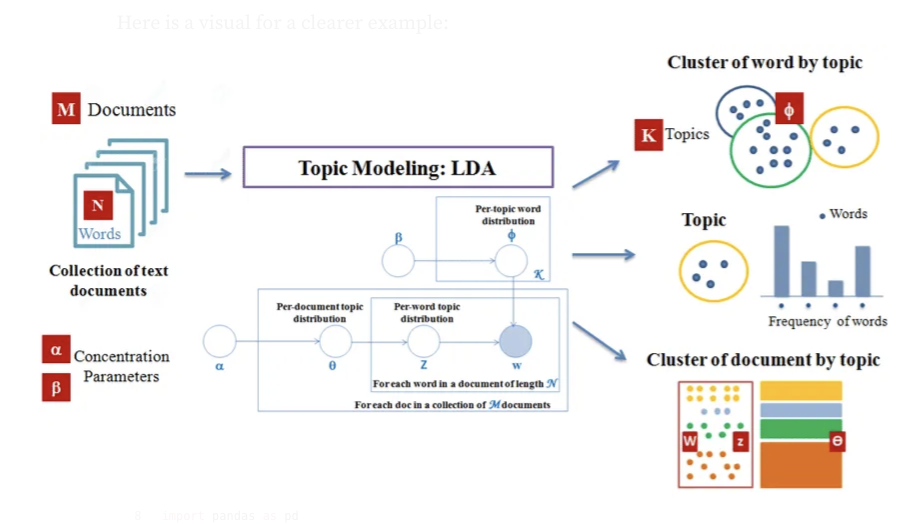 Here is a visual for a clearer example:
M Documents
N
Words
Collection of text
documents
α Concentration
β Parameters
Topic Modeling: LDA
Per-topic word
distribution
β
ϕ
K
Per-document topic
distribution
Per-word topic
distribution
α
θ
Z
w
For each word in a document of length N
For each doc in a collection of M documents
Cluster of word by topic
ϕ
K Topics
Topic
Words
Frequency of words
Cluster of document by topic
W
z
Θ
8 import pandas as pd